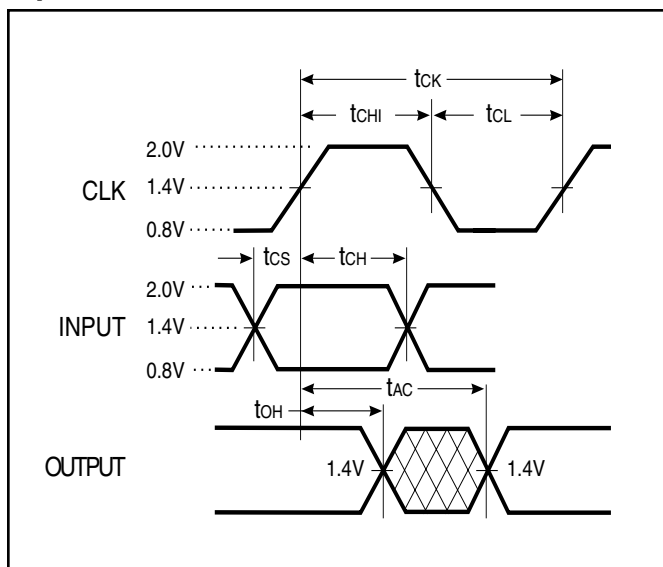 tCK
tCHI tCL
2.0V
CLK 1.4V
0.8V
tCS tCH
2.0V
INPUT 1.4V
0.8V
tAC
tOH
OUTPUT 1.4V 1.4V